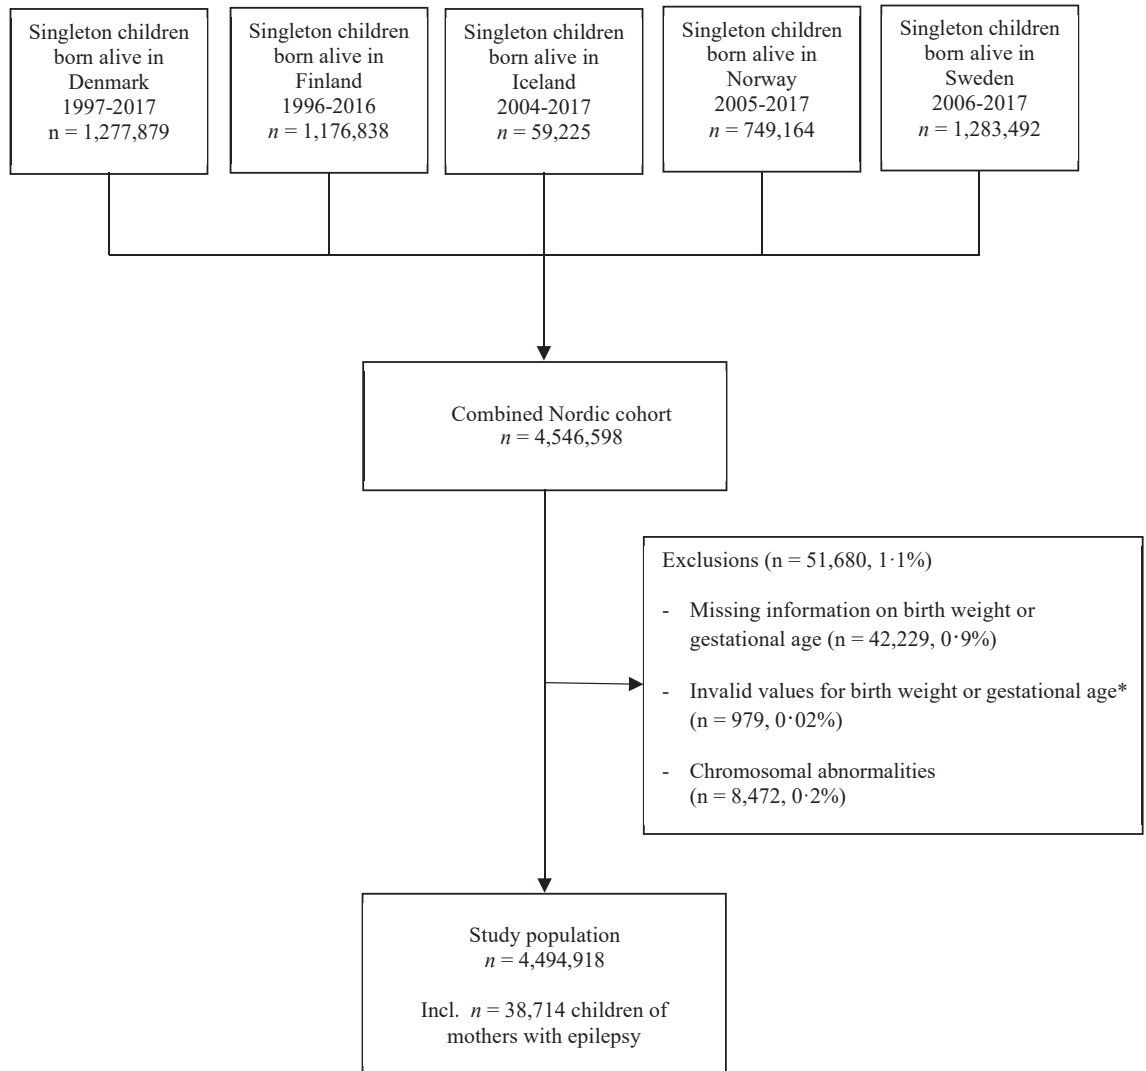 Singleton children
born alive in
Denmark
1997-2017
n = 1,277,879
Singleton children
born alive in
Finland
1996-2016
n = 1,176,838
Singleton children
born alive in
Iceland
2004-2017
n = 59,225
Singleton children
born alive in
Norway
2005-2017
n = 749,164
Singleton children
born alive in
Sweden
2006-2017
n = 1,283,492
Combined Nordic cohort
n = 4,546,598
Exclusions (n = 51,680, 1·1%)
- Missing information on birth weight or
gestational age (n = 42,229, 0·9%)
- Invalid values for birth weight or gestational age*
(n = 979, 0·02%)
- Chromosomal abnormalities
(n = 8,472, 0·2%)
Study population
n = 4,494,918
Incl. n = 38,714 children of
mothers with epilepsy